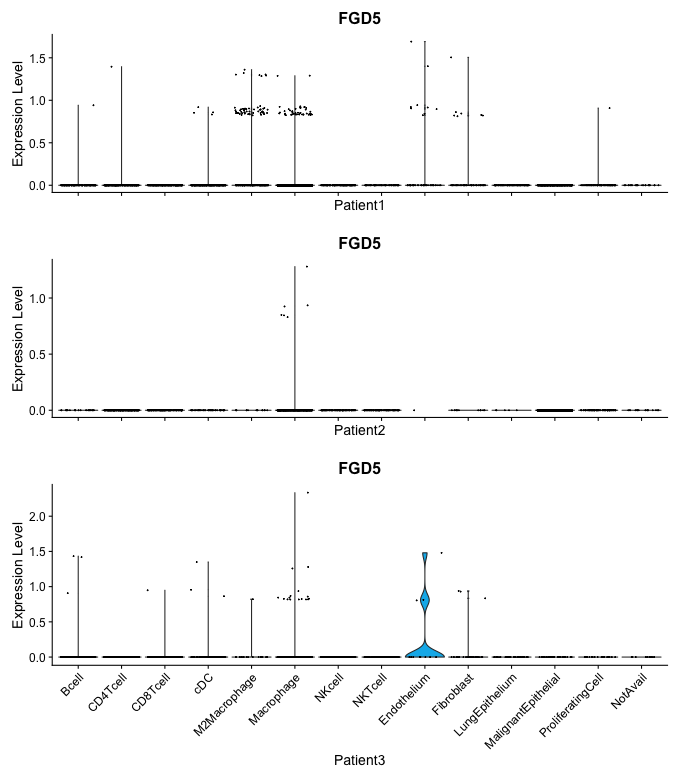 FGD5
Expression Level
1.5
1.0
0.5
0.0
Patient1
FGD5
Expression Level
1.0
0.5
0.0
Patient2
FGD5
Expression Level
2.0
1.5
1.0
0.5
0.0
Bcell
CD4Tcell
CD8Tcell
cDC
M2Macrophage
Macrophage
NKcell
NKTcell
Endothelium
Fibroblast
LungEpithelium
MalignantEpithelial
ProliferatingCell
NotAvail
Patient3